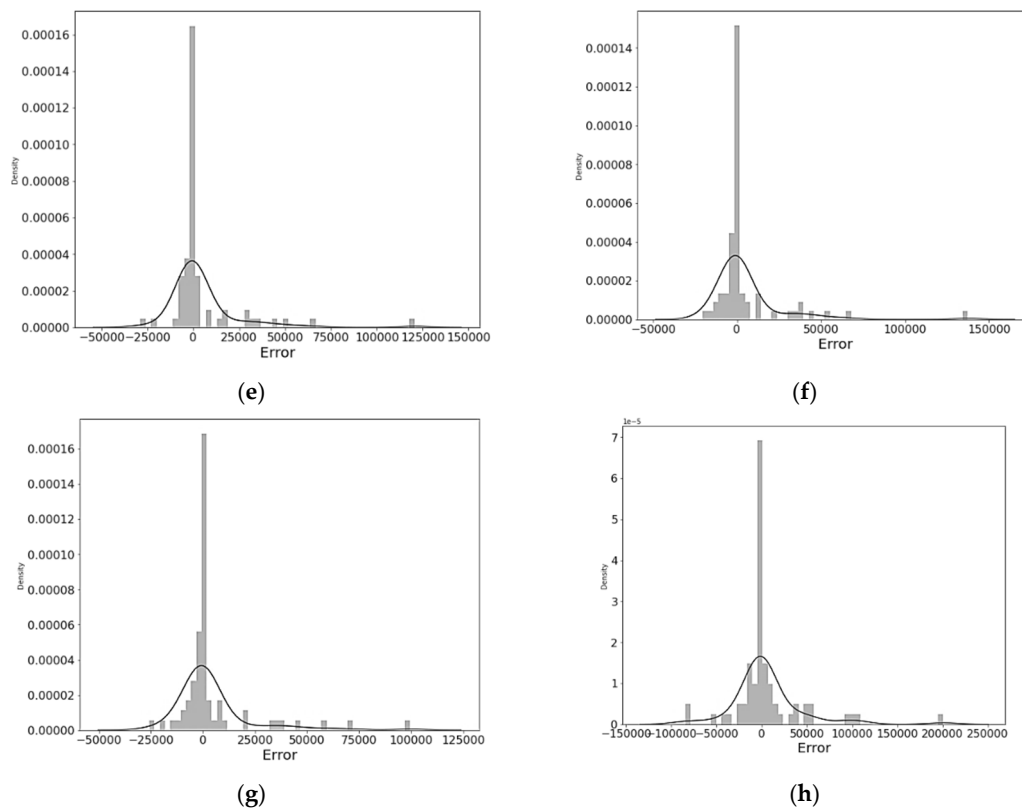 0.00016
0.00014
0.00012
0.00010
0.00008
0.00006
0.00004
0.00002
0.00000
Density
−50000 −25000 0 25000 50000 75000 100000 125000 150000
Error
(e)
0.00014
0.00012
0.00010
0.00008
0.00006
0.00004
0.00002
0.00000
Density
−50000 0 50000 100000 150000
Error
(f)
0.00016
0.00014
0.00012
0.00010
0.00008
0.00006
0.00004
0.00002
0.00000
Density
−50000 −25000 0 25000 50000 75000 100000 125000
Error
(g)
1e-5
7
6
5
4
3
2
1
0
Density
−150000 −100000 −50000 0 50000 100000 150000 200000 250000
Error
(h)